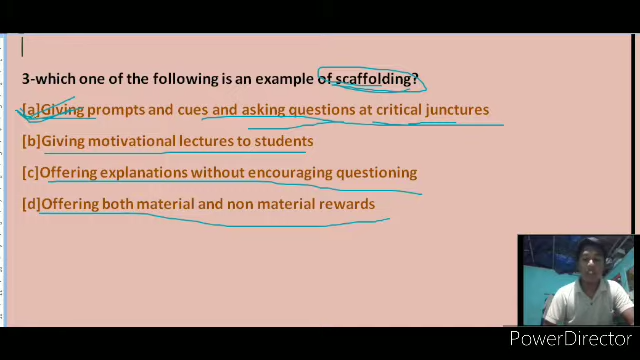 3-which one of the following is an example of scaffolding?
[a]Giving prompts and cues and asking questions at critical junctures
[b]Giving motivational lectures to students
[c]Offering explanations without encouraging questioning
[d]Offering both material and non material rewards
PowerDirector